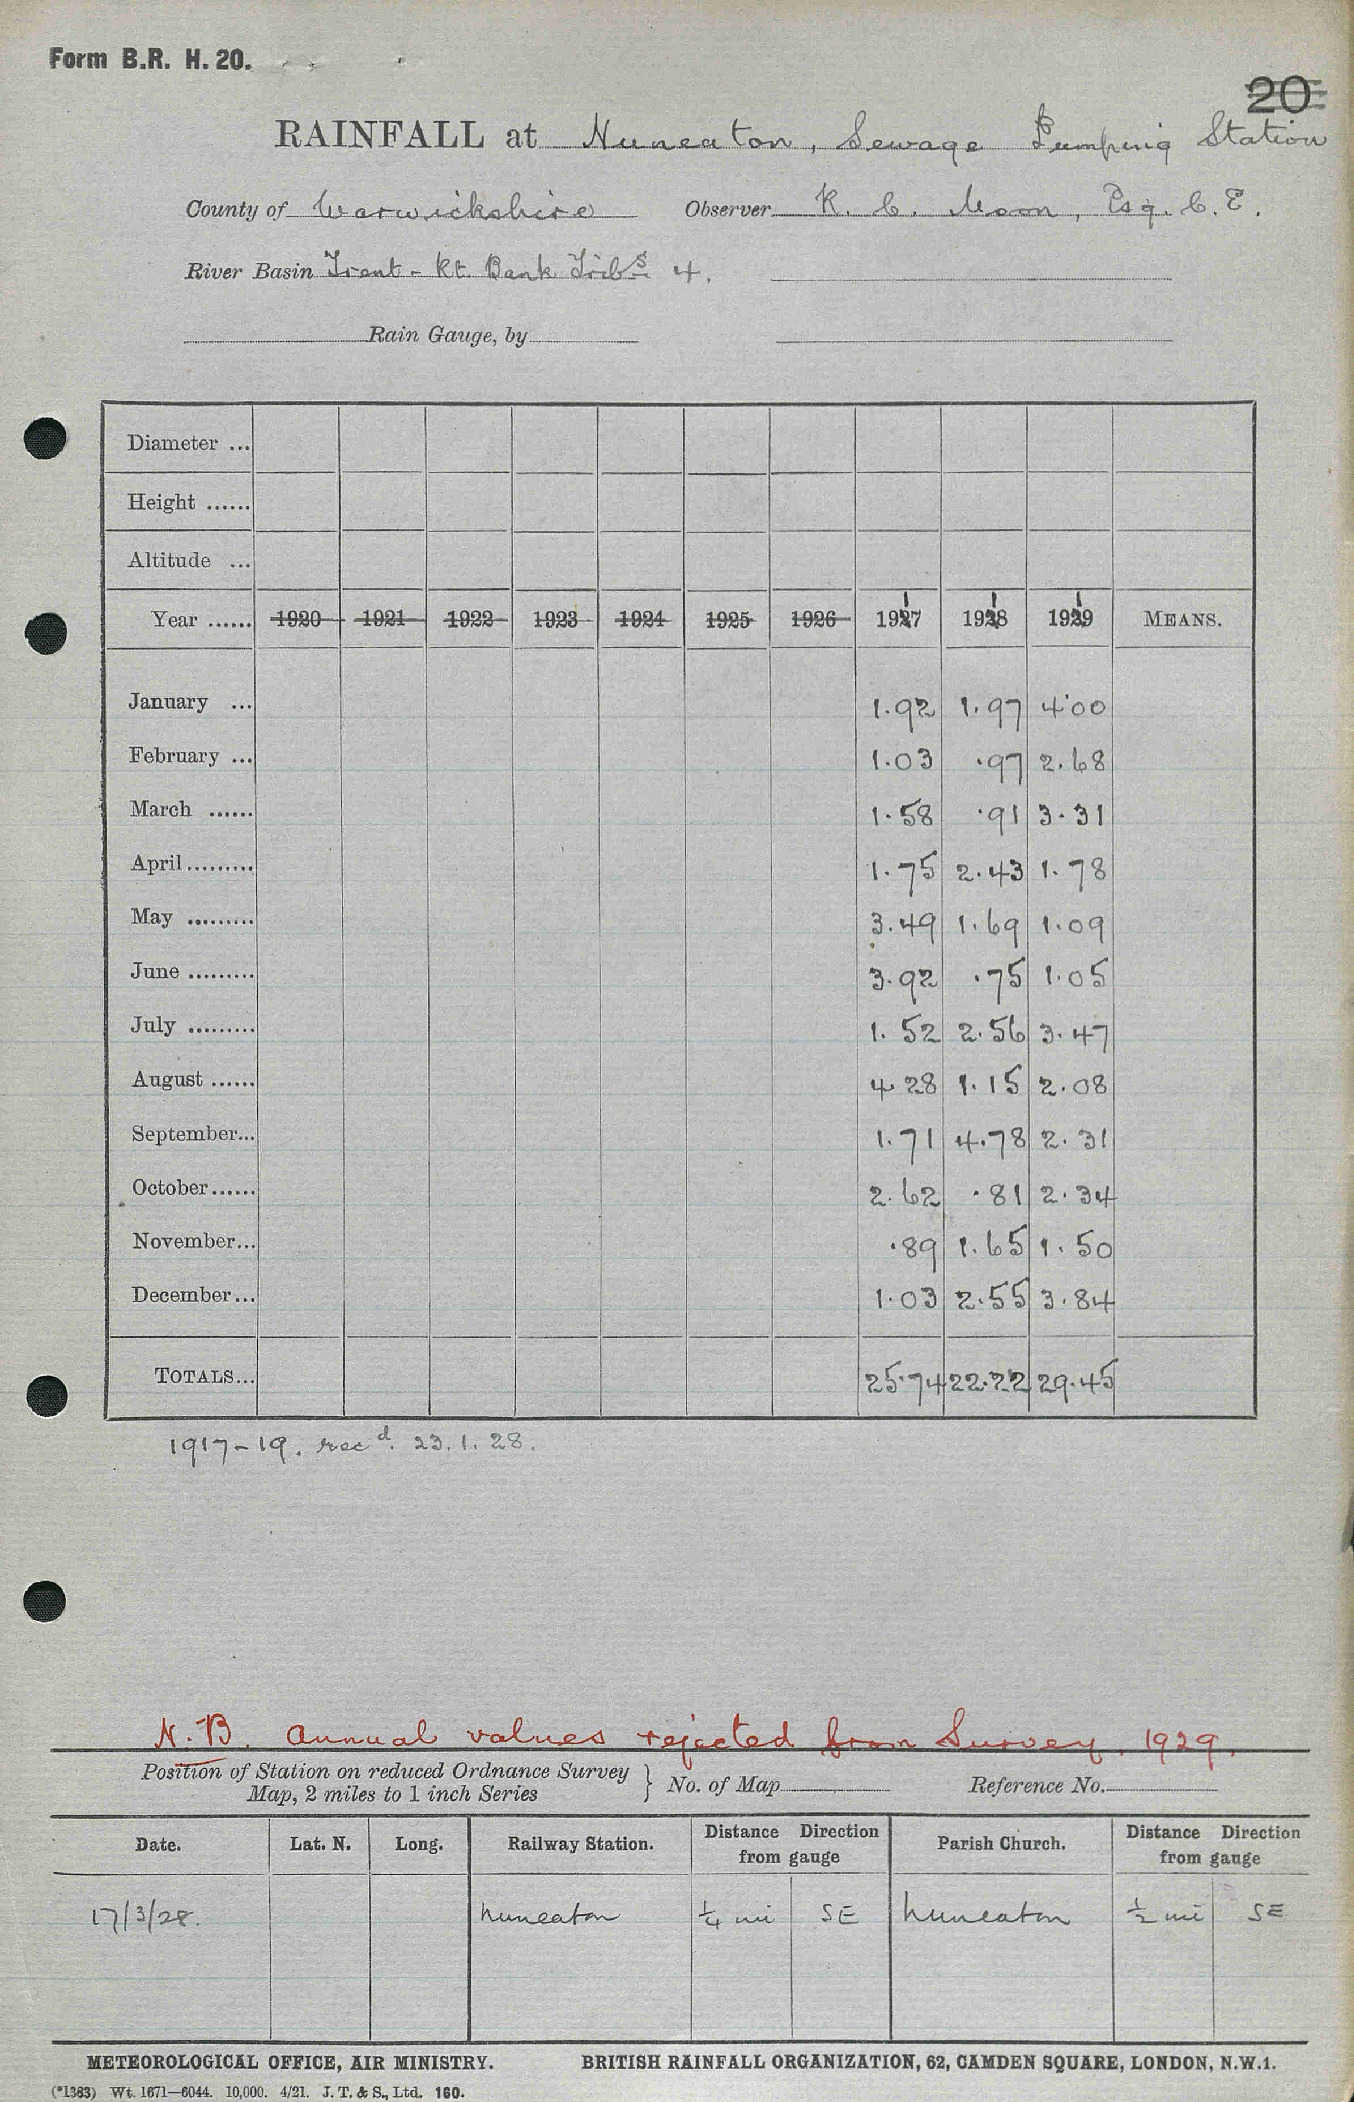 Form B.R. H. 20.
20
RAINFALL at Nuneaton, Sewage Pumping Station
County of Warwickshire Observer R. C. Moon, Esq. C.E.
River Basin Trent - Rt. Bank Tribs 4.
Rain Gauge, by
Diameter ...
Height ......
Altitude ...
Year ...... 1920 1921 1922 1923 1924 1925 1926 1917 1918 1919 MEANS.
January ... 1.92 1.97 4.00
February ... 1.03 .97 2.68
March ...... 1.58 .91 3.31
April ......... 1.75 2.43 1.78
May ......... 3.49 1.69 1.09
June ......... 3.92 .75 1.05
July ......... 1.52 2.56 3.47
August ...... 4 28 1.15 2.08
September... 1.71 4.78 2.31
October...... 2.62 .81 2.34
November... .89 1.65 1.50
December... 1.03 2.55 3.84
TOTALS... 25.74 22.22 29.45
1917-19. recd. 23.1.28.
N.B. Annual values rejected from Survey. 1929.
Position of Station on reduced Ordnance Survey
Map, 2 miles to 1 inch Series } No. of Map Reference No.
Date. Lat. N. Long. Railway Station. Distance Direction from gauge Parish Church. Distance Direction from gauge
17/3/28. Nuneaton 1/4 mi SE Nuneaton 1/2 mi SE
METEOROLOGICAL OFFICE, AIR MINISTRY. BRITISH RAINFALL ORGANIZATION, 62, CAMDEN SQUARE, LONDON, N.W.1.
(*1363) Wt. 1671—6044. 10,000. 4/21. J. T. & S., Ltd. 160.